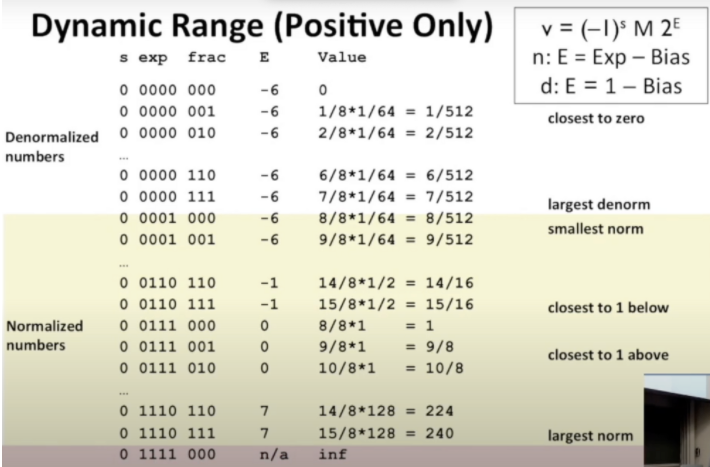 Dynamic Range (Positive Only)
v = (–1)ˢ M 2ᴱ
n: E = Exp – Bias
d: E = 1 – Bias
s exp frac E Value
0 0000 000 -6 0
0 0000 001 -6 1/8*1/64 = 1/512 closest to zero
0 0000 010 -6 2/8*1/64 = 2/512
Denormalized
numbers
...
0 0000 110 -6 6/8*1/64 = 6/512
0 0000 111 -6 7/8*1/64 = 7/512 largest denorm
0 0001 000 -6 8/8*1/64 = 8/512 smallest norm
0 0001 001 -6 9/8*1/64 = 9/512
...
0 0110 110 -1 14/8*1/2 = 14/16
0 0110 111 -1 15/8*1/2 = 15/16 closest to 1 below
Normalized
numbers
0 0111 000 0 8/8*1 = 1
0 0111 001 0 9/8*1 = 9/8 closest to 1 above
0 0111 010 0 10/8*1 = 10/8
...
0 1110 110 7 14/8*128 = 224
0 1110 111 7 15/8*128 = 240 largest norm
0 1111 000 n/a inf